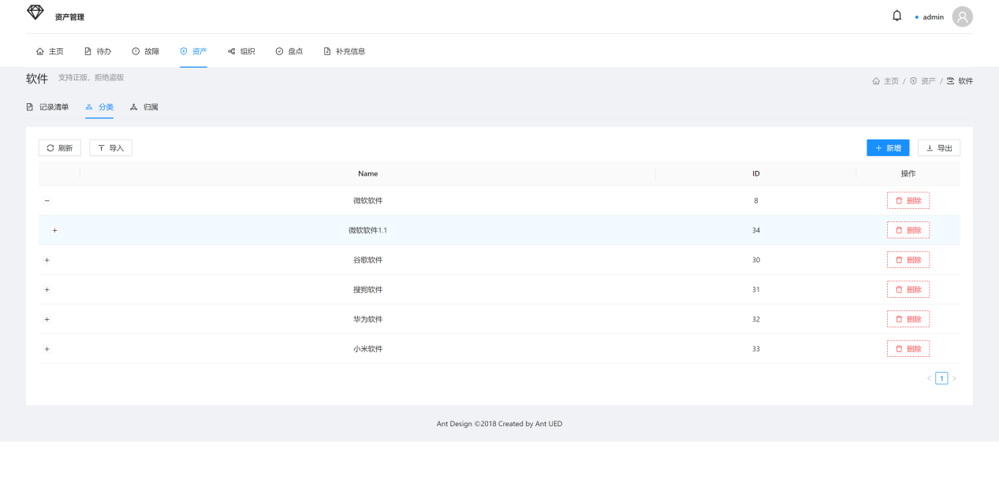 资产管理
admin
主页 待办 故障 资产 组织 盘点 补充信息
软件 支持正版，拒绝盗版
主页 / 资产 / 软件
记录清单 分类 归属
刷新 导入 新增 导出
Name ID 操作
微软软件 8 删除
微软软件1.1 34 删除
谷歌软件 30 删除
搜狗软件 31 删除
华为软件 32 删除
小米软件 33 删除
1
Ant Design ©2018 Created by Ant UED